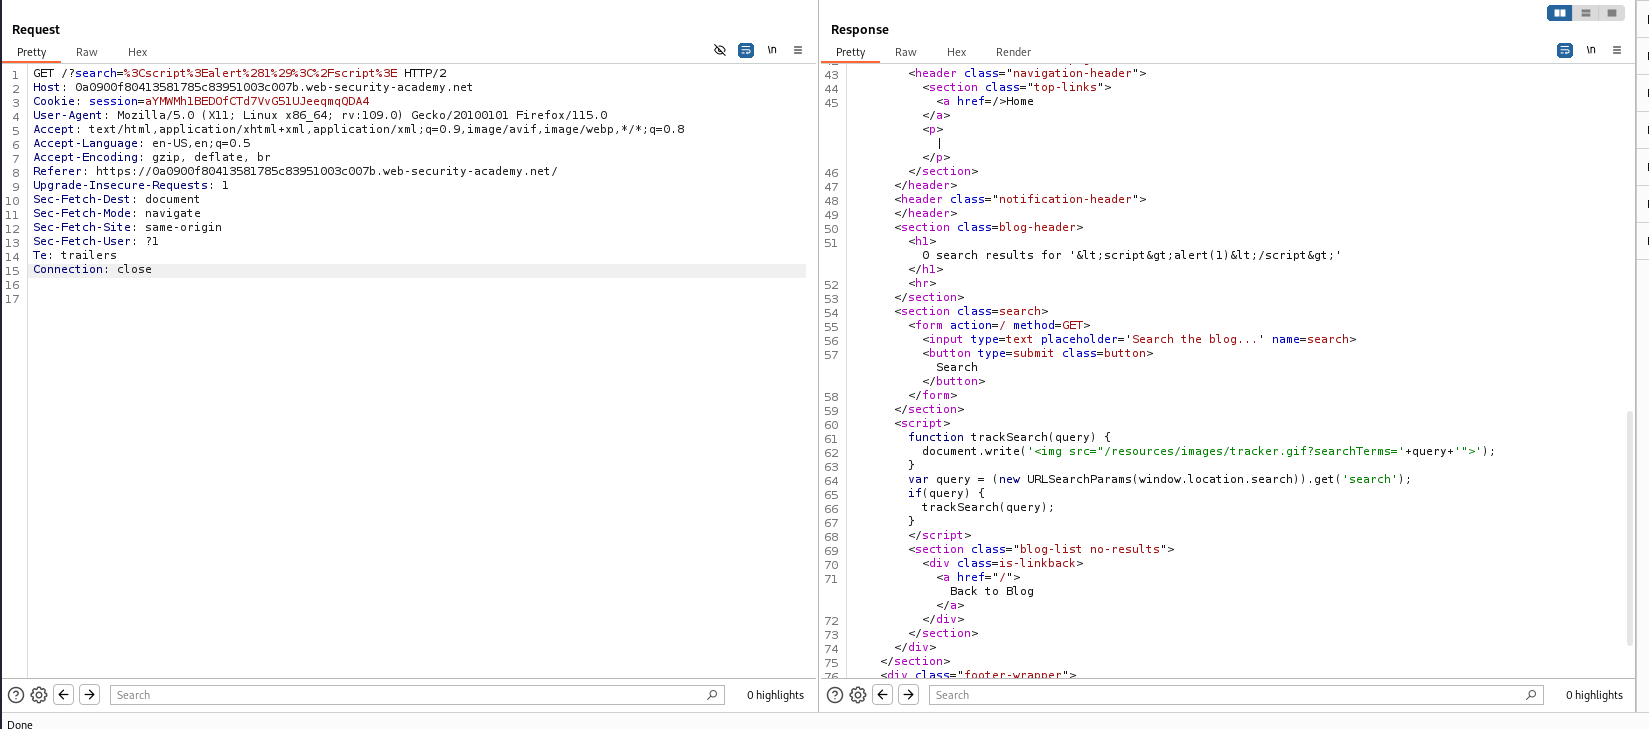 Request
Pretty Raw Hex \n
1 GET /?search=%3Cscript%3Ealert%281%29%3C%2Fscript%3E HTTP/2
2 Host: 0a0900f80413581785c83951003c007b.web-security-academy.net
3 Cookie: session=aYMWMh1BEDOfCTd7VvG51UJeeqmqQDA4
4 User-Agent: Mozilla/5.0 (X11; Linux x86_64; rv:109.0) Gecko/20100101 Firefox/115.0
5 Accept: text/html,application/xhtml+xml,application/xml;q=0.9,image/avif,image/webp,*/*;q=0.8
6 Accept-Language: en-US,en;q=0.5
7 Accept-Encoding: gzip, deflate, br
8 Referer: https://0a0900f80413581785c83951003c007b.web-security-academy.net/
9 Upgrade-Insecure-Requests: 1
10 Sec-Fetch-Dest: document
11 Sec-Fetch-Mode: navigate
12 Sec-Fetch-Site: same-origin
13 Sec-Fetch-User: ?1
14 Te: trailers
15 Connection: close
16
17
Search 0 highlights
Done
Response
Pretty Raw Hex Render \n
43 <header class="navigation-header">
44 <section class="top-links">
45 <a href=/>Home
</a>
<p>
|
</p>
46 </section>
47 </header>
48 <header class="notification-header">
49 </header>
50 <section class=blog-header>
51 <h1>
0 search results for '&lt;script&gt;alert(1)&lt;/script&gt;'
</h1>
52 <hr>
53 </section>
54 <section class=search>
55 <form action=/ method=GET>
56 <input type=text placeholder='Search the blog...' name=search>
57 <button type=submit class=button>
Search
</button>
58 </form>
59 </section>
60 <script>
61 function trackSearch(query) {
62 document.write('<img src="/resources/images/tracker.gif?searchTerms='+query+'">');
63 }
64 var query = (new URLSearchParams(window.location.search)).get('search');
65 if(query) {
66 trackSearch(query);
67 }
68 </script>
69 <section class="blog-list no-results">
70 <div class=is-linkback>
71 <a href="/">
Back to Blog
</a>
72 </div>
73 </section>
74 </div>
75 </section>
76 <div class="footer-wrapper">
Search 0 highlights